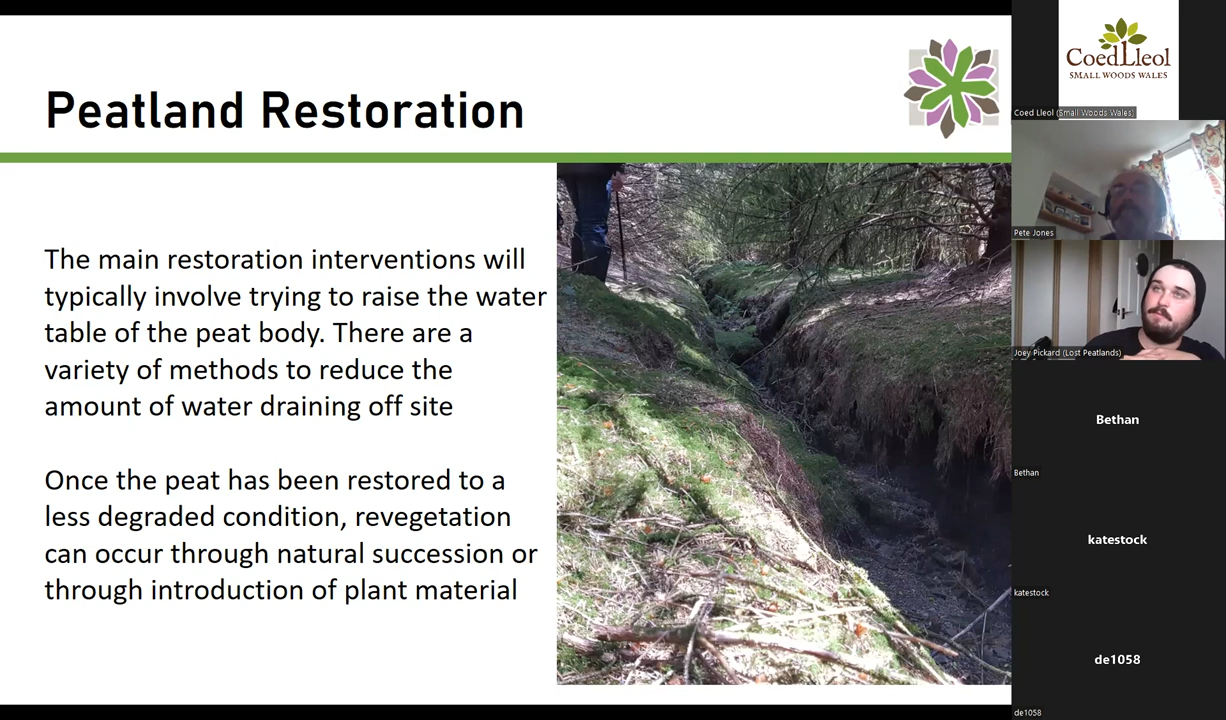 Peatland Restoration
The main restoration interventions will
typically involve trying to raise the water
table of the peat body. There are a
variety of methods to reduce the
amount of water draining off site
Once the peat has been restored to a
less degraded condition, revegetation
can occur through natural succession or
through introduction of plant material
Coed Lleol
SMALL WOODS WALES
Coed Lleol (Small Woods Wales)
Pete Jones
Joey Pickard (Lost Peatlands)
Bethan
Bethan
katestock
katestock
de1058
de1058